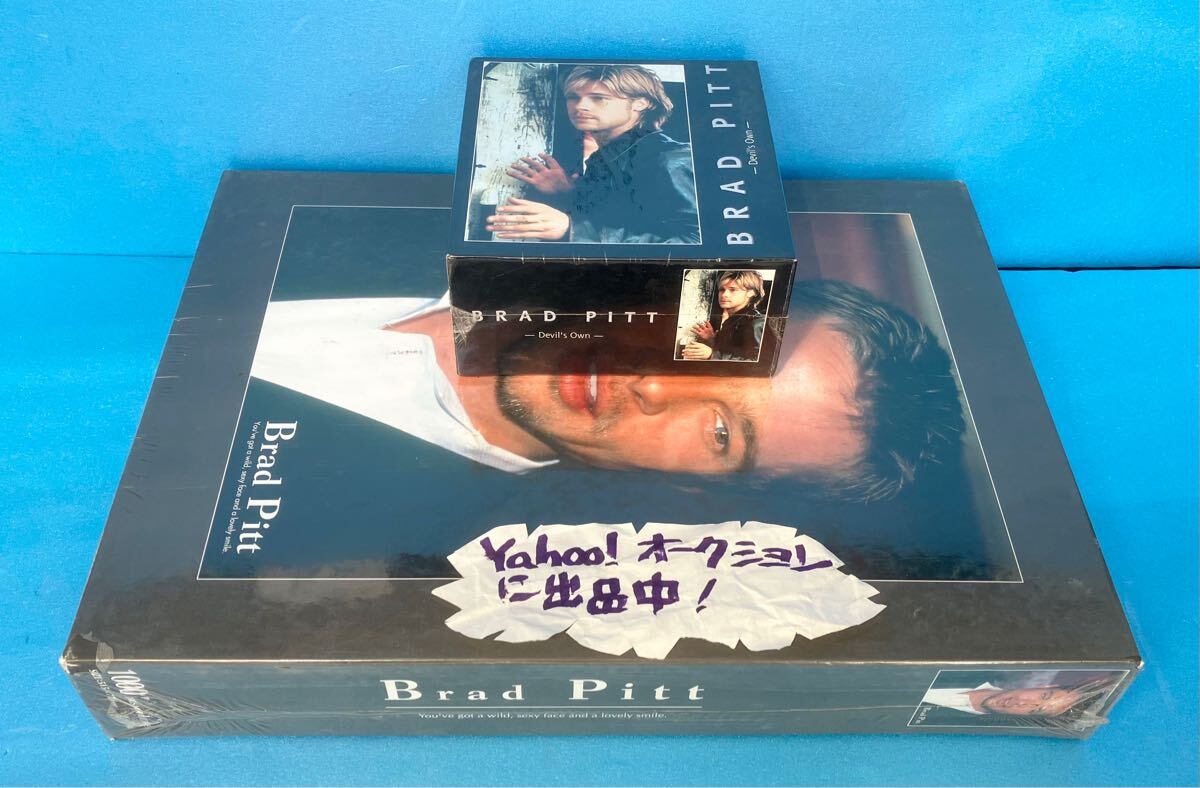 BRAD PITT
— Devil's Own —
BRAD PITT
— Devil's Own —
Brad Pitt
You've got a wild, sexy face and a lovely smile.
Yahoo! オークション
に出品中!
Brad Pitt
You've got a wild, sexy face and a lovely smile.
1000
Brad Pitt